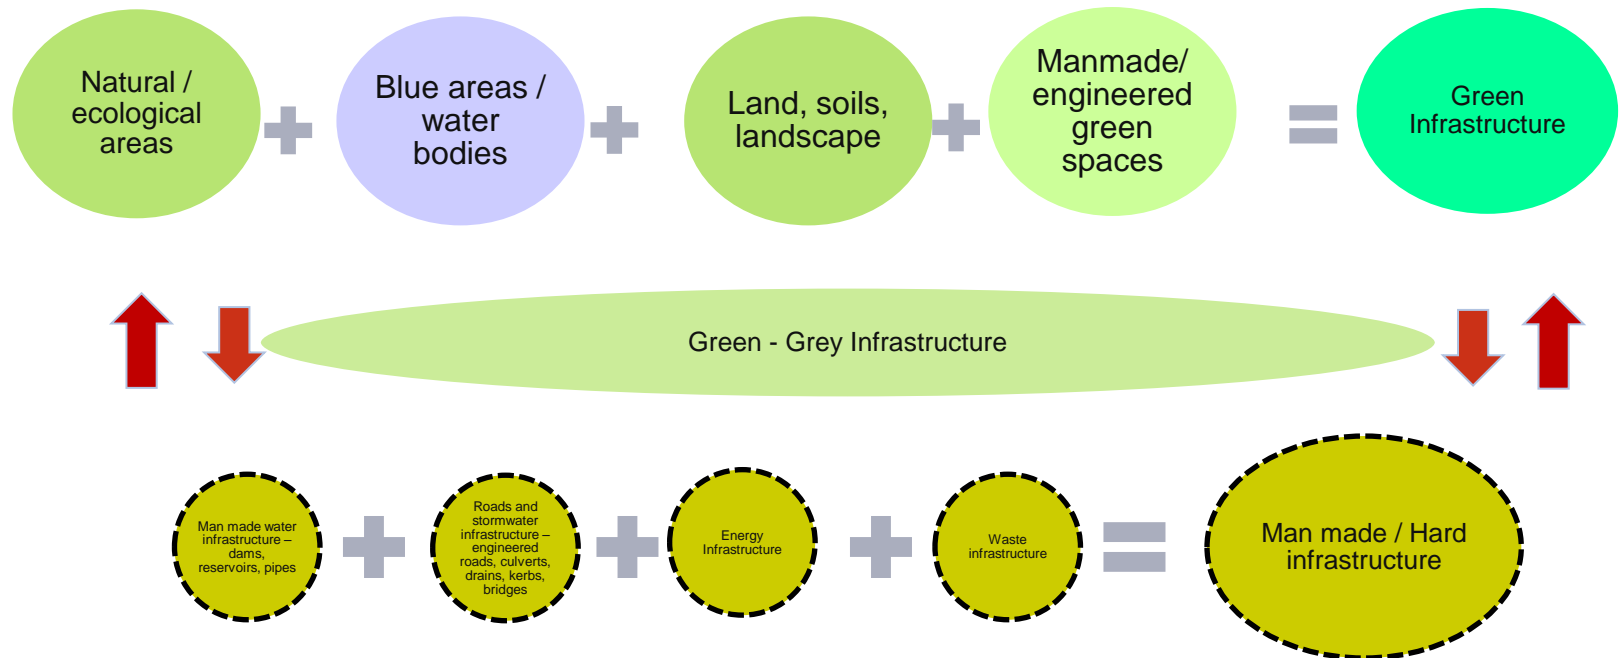 Natural /
ecological
areas
Blue areas /
water
bodies
Land, soils,
landscape
Manmade/
engineered
green
spaces
Green
Infrastructure
Green - Grey Infrastructure
Man made water
infrastructure –
dams,
reservoirs, pipes
Roads and
stormwater
infrastructure –
engineered
roads, culverts,
drains, kerbs,
bridges
Energy
Infrastructure
Waste
infrastructure
Man made / Hard
infrastructure